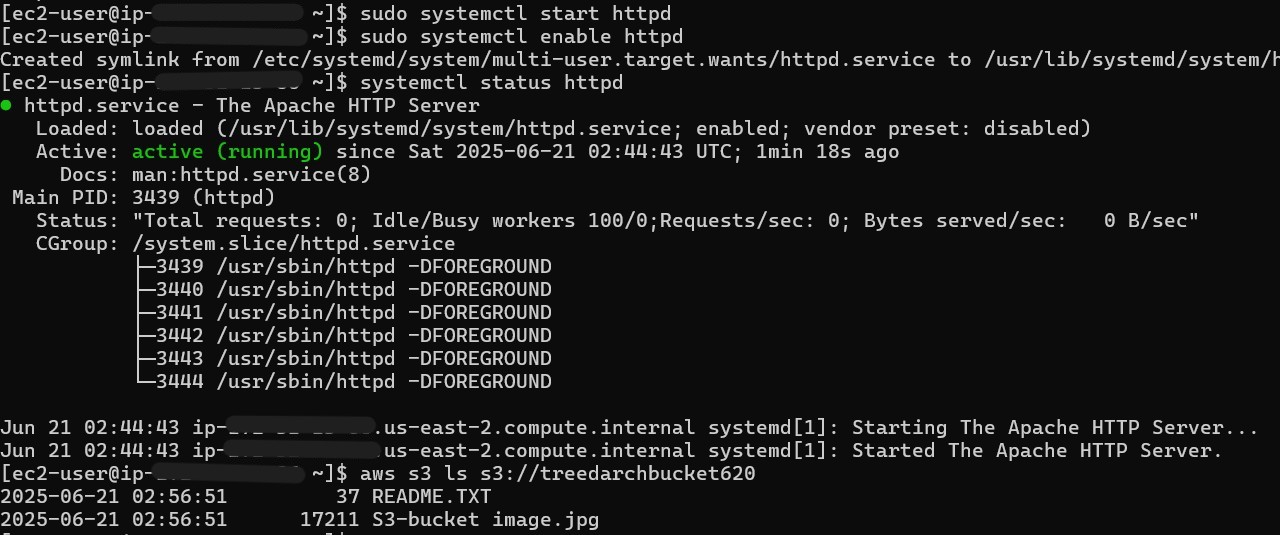 [ec2-user@ip- ~]$ sudo systemctl start httpd
[ec2-user@ip- ~]$ sudo systemctl enable httpd
Created symlink from /etc/systemd/system/multi-user.target.wants/httpd.service to /usr/lib/systemd/system/h
[ec2-user@ip- ~]$ systemctl status httpd
● httpd.service - The Apache HTTP Server
   Loaded: loaded (/usr/lib/systemd/system/httpd.service; enabled; vendor preset: disabled)
   Active: active (running) since Sat 2025-06-21 02:44:43 UTC; 1min 18s ago
     Docs: man:httpd.service(8)
 Main PID: 3439 (httpd)
   Status: "Total requests: 0; Idle/Busy workers 100/0;Requests/sec: 0; Bytes served/sec:   0 B/sec"
   CGroup: /system.slice/httpd.service
           ├─3439 /usr/sbin/httpd -DFOREGROUND
           ├─3440 /usr/sbin/httpd -DFOREGROUND
           ├─3441 /usr/sbin/httpd -DFOREGROUND
           ├─3442 /usr/sbin/httpd -DFOREGROUND
           ├─3443 /usr/sbin/httpd -DFOREGROUND
           └─3444 /usr/sbin/httpd -DFOREGROUND
Jun 21 02:44:43 ip- .us-east-2.compute.internal systemd[1]: Starting The Apache HTTP Server...
Jun 21 02:44:43 ip- .us-east-2.compute.internal systemd[1]: Started The Apache HTTP Server.
[ec2-user@ip- ~]$ aws s3 ls s3://treedarchbucket620
2025-06-21 02:56:51         37 README.TXT
2025-06-21 02:56:51      17211 S3-bucket image.jpg